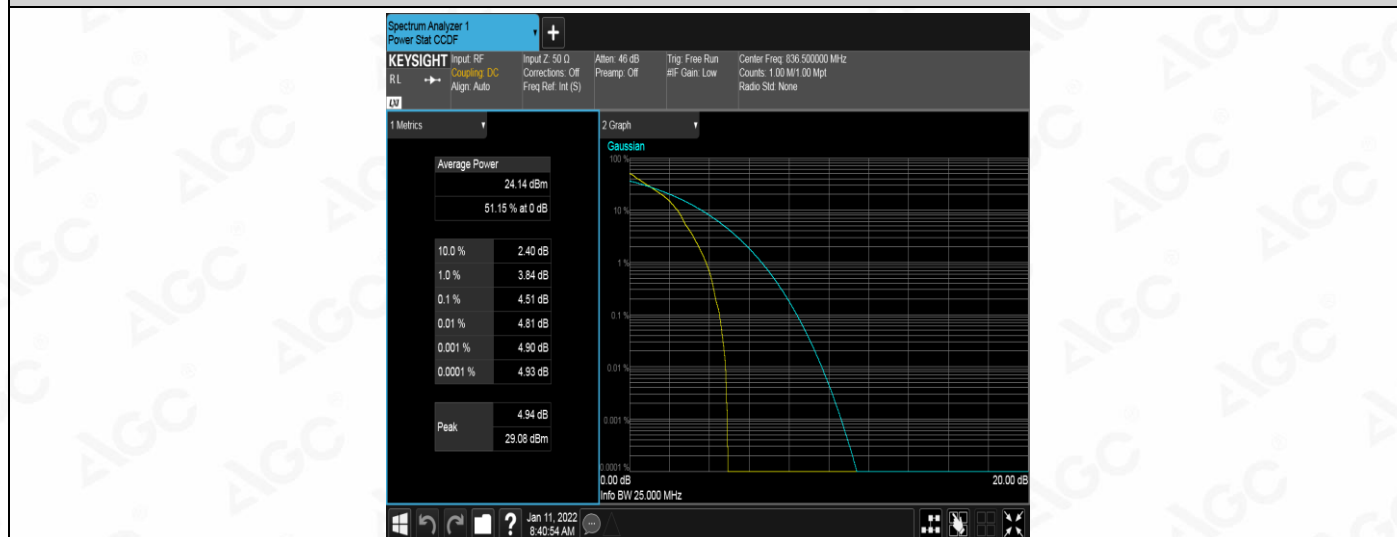 Spectrum Analyzer 1
Power Stat CCDF
+
KEYSIGHT
R L
LXI
Input: RF
Coupling: DC
Align: Auto
Input Z: 50 Ω
Corrections: Off
Freq Ref: Int (S)
Atten: 46 dB
Preamp: Off
Trig: Free Run
#IF Gain: Low
Center Freq: 836.500000 MHz
Counts: 1.00 M/1.00 Mpt
Radio Std: None
1 Metrics
Average Power
24.14 dBm
51.15 % at 0 dB
10.0 % 2.40 dB
1.0 % 3.84 dB
0.1 % 4.51 dB
0.01 % 4.81 dB
0.001 % 4.90 dB
0.0001 % 4.93 dB
Peak
4.94 dB
29.08 dBm
2 Graph
Gaussian
100 %
10 %
1 %
0.1 %
0.01 %
0.001 %
0.0001 %
0.00 dB 20.00 dB
Info BW 25.000 MHz
?
Jan 11, 2022
8:40:54 AM
AGC